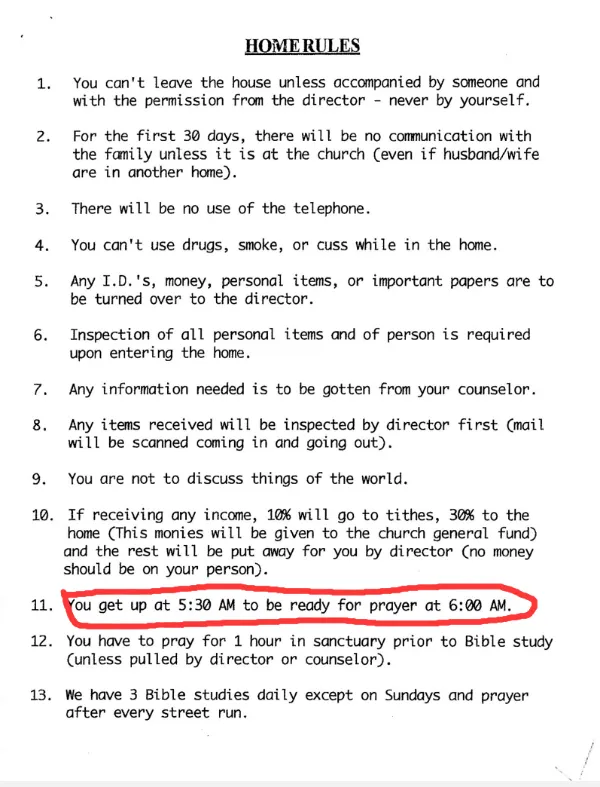 HOME RULES
1. You can't leave the house unless accompanied by someone and
with the permission from the director - never by yourself.
2. For the first 30 days, there will be no communication with
the family unless it is at the church (even if husband/wife
are in another home).
3. There will be no use of the telephone.
4. You can't use drugs, smoke, or cuss while in the home.
5. Any I.D.'s, money, personal items, or important papers are to
be turned over to the director.
6. Inspection of all personal items and of person is required
upon entering the home.
7. Any information needed is to be gotten from your counselor.
8. Any items received will be inspected by director first (mail
will be scanned coming in and going out).
9. You are not to discuss things of the world.
10. If receiving any income, 10% will go to tithes, 30% to the
home (This monies will be given to the church general fund)
and the rest will be put away for you by director (no money
should be on your person).
11. You get up at 5:30 AM to be ready for prayer at 6:00 AM.
12. You have to pray for 1 hour in sanctuary prior to Bible study
(unless pulled by director or counselor).
13. We have 3 Bible studies daily except on Sundays and prayer
after every street run.